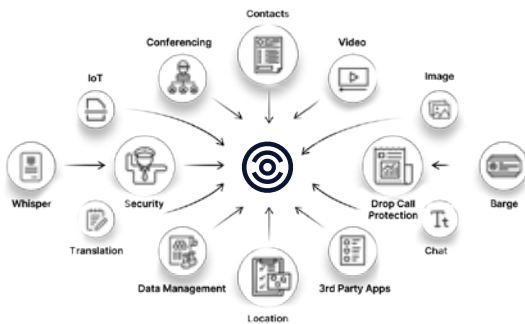 Contacts
Conferencing
Video
IoT
Image
Whisper
Security
Drop Call
Protection
Barge
Translation
Tt
Chat
Data Management
3rd Party Apps
Location